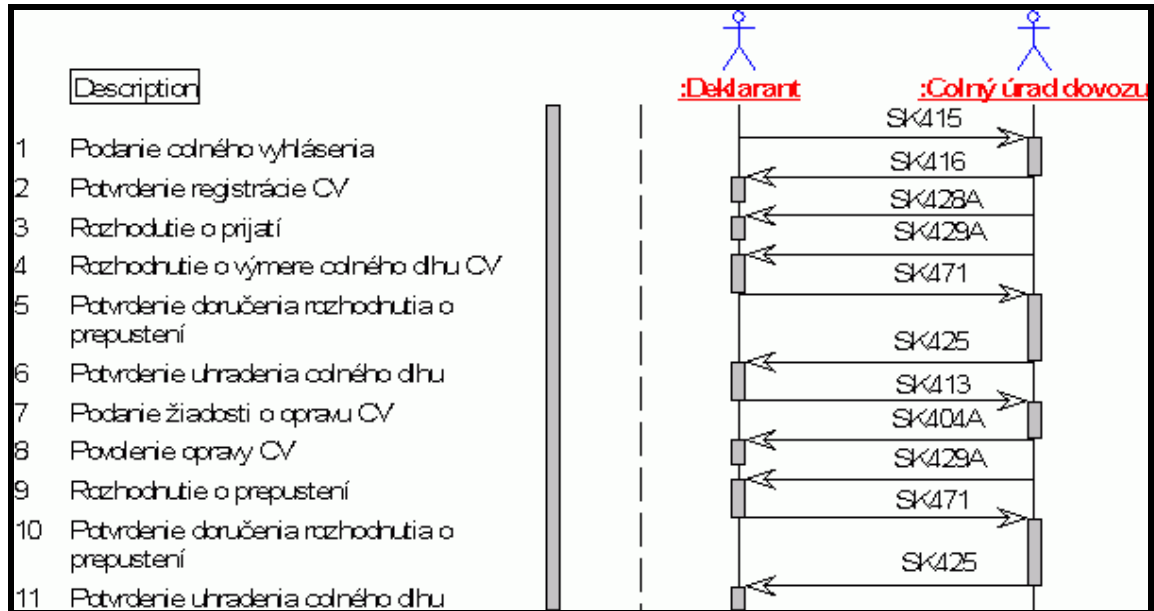 Description
:Deklarant
:Colný úrad dovozu
SK415
1 Podanie colného vyhlásenia
SK416
2 Potvrdenie registrácie CV
SK428A
3 Rozhodutie o prijatí
SK429A
4 Rozhodnutie o výmere colného dlhu CV
SK471
5 Potvrdenie doručenia rozhodnutia o
prepustení
SK425
6 Potvrdenie uhradenia colného dlhu
SK413
7 Podanie žiadosti o opravu CV
SK404A
8 Povolenie opravy CV
SK429A
9 Rozhodnutie o prepustení
SK471
10 Potvrdenie doručenia rozhodnutia o
prepustení
SK425
11 Potvrdenie uhradenia colného dlhu